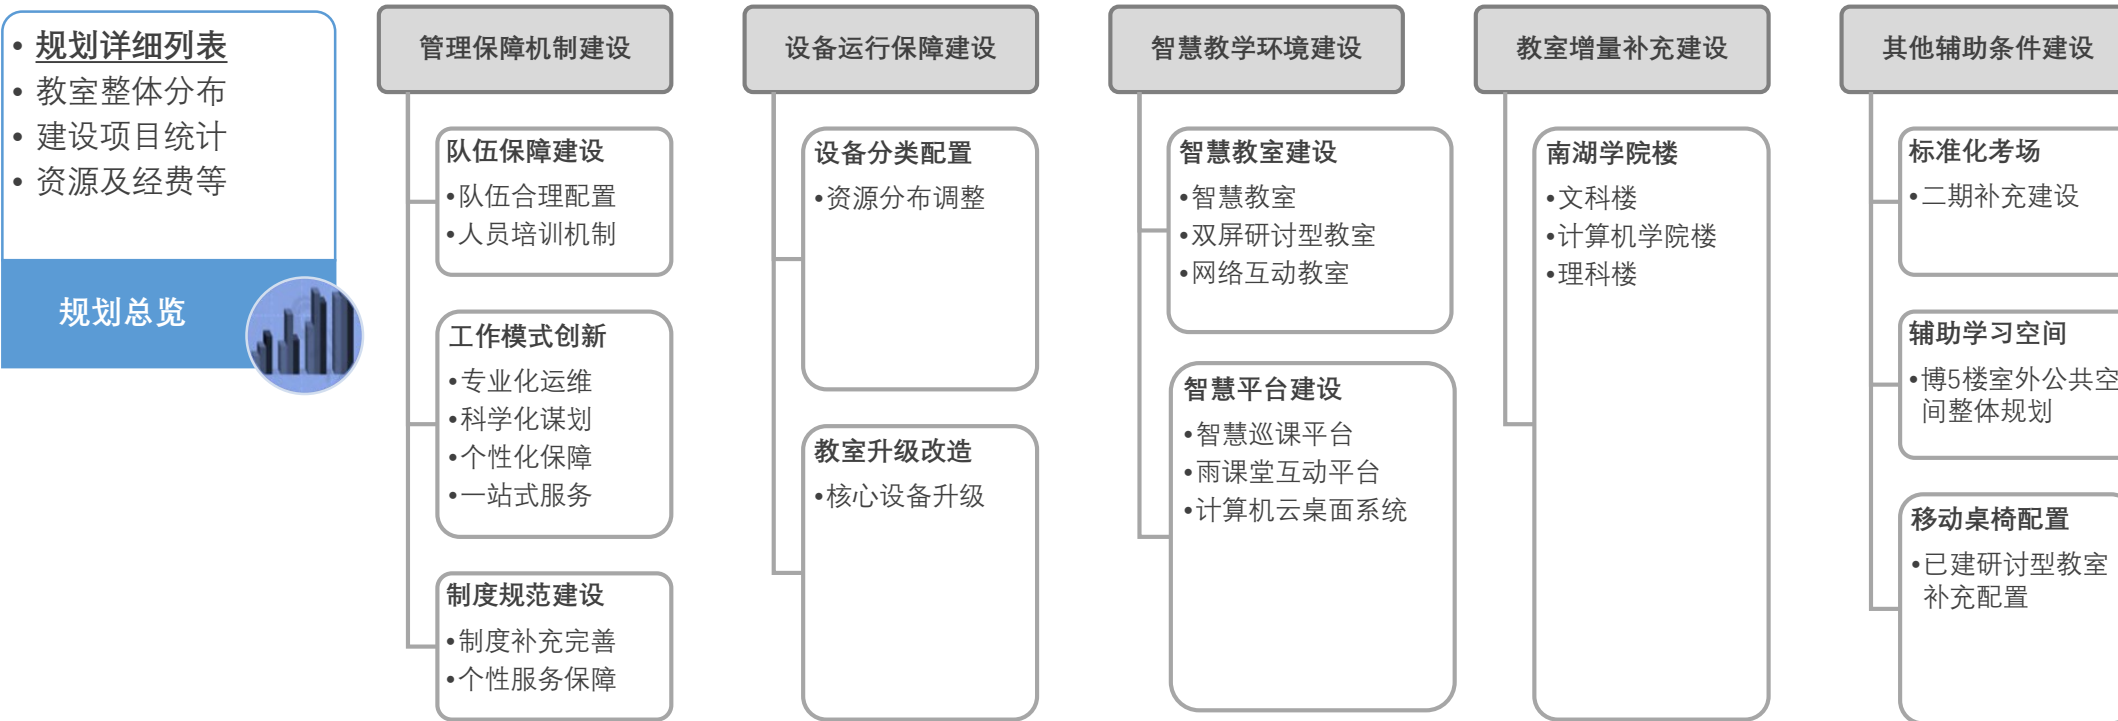 • 规划详细列表
• 教室整体分布
• 建设项目统计
• 资源及经费等
规划总览
管理保障机制建设
队伍保障建设
•队伍合理配置
•人员培训机制
工作模式创新
•专业化运维
•科学化谋划
•个性化保障
•一站式服务
制度规范建设
•制度补充完善
•个性服务保障
设备运行保障建设
设备分类配置
•资源分布调整
教室升级改造
•核心设备升级
智慧教学环境建设
智慧教室建设
•智慧教室
•双屏研讨型教室
•网络互动教室
智慧平台建设
•智慧巡课平台
•雨课堂互动平台
•计算机云桌面系统
教室增量补充建设
南湖学院楼
•文科楼
•计算机学院楼
•理科楼
其他辅助条件建设
标准化考场
•二期补充建设
辅助学习空间
•博5楼室外公共空
间整体规划
移动桌椅配置
•已建研讨型教室
补充配置